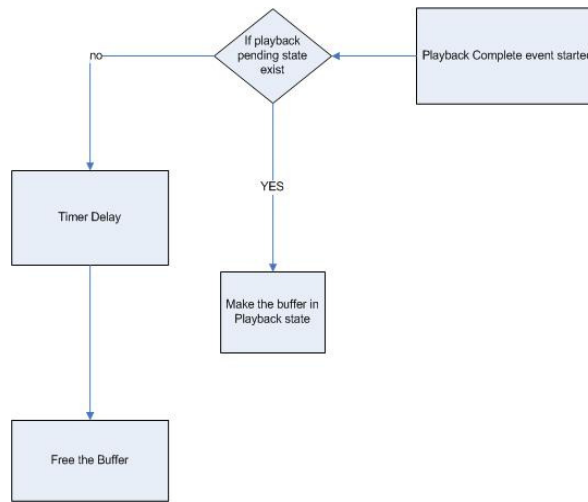 If playback
pending state
exist
Playback Complete event started
no
YES
Timer Delay
Make the buffer in
Playback state
Free the Buffer